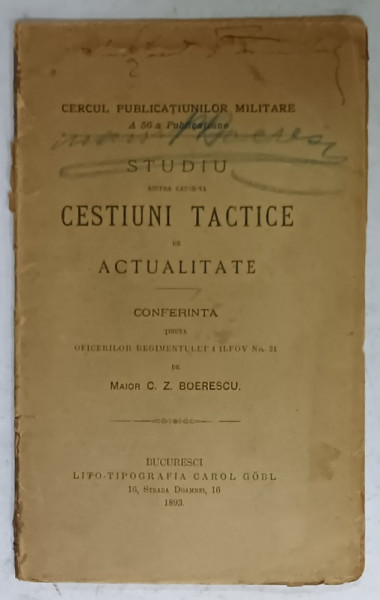 CERCUL PUBLICAȚIUNILOR MILITARE
A 56 a Publicațiune
STUDIU
ASUPRA CÂTOR-VA
CESTIUNI TACTICE
DE
ACTUALITATE
CONFERINTA
ȚINUTA
OFICERILOR REGIMENTULUI 4 ILFOV No. 21
DE
MAIOR C. Z. BOERESCU.
BUCURESCI
LITO-TIPOGRAFIA CAROL GÖBL
16, STRADA DOAMNEI, 16
1893.